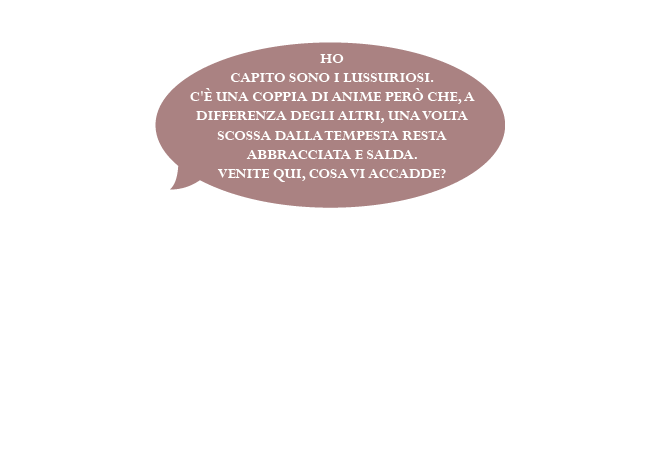 HO
CAPITO SONO I LUSSURIOSI.
C'È UNA COPPIA DI ANIME PERÒ CHE, A
DIFFERENZA DEGLI ALTRI, UNA VOLTA
SCOSSA DALLA TEMPESTA RESTA
ABBRACCIATA E SALDA.
VENITE QUI, COSA VI ACCADDE?